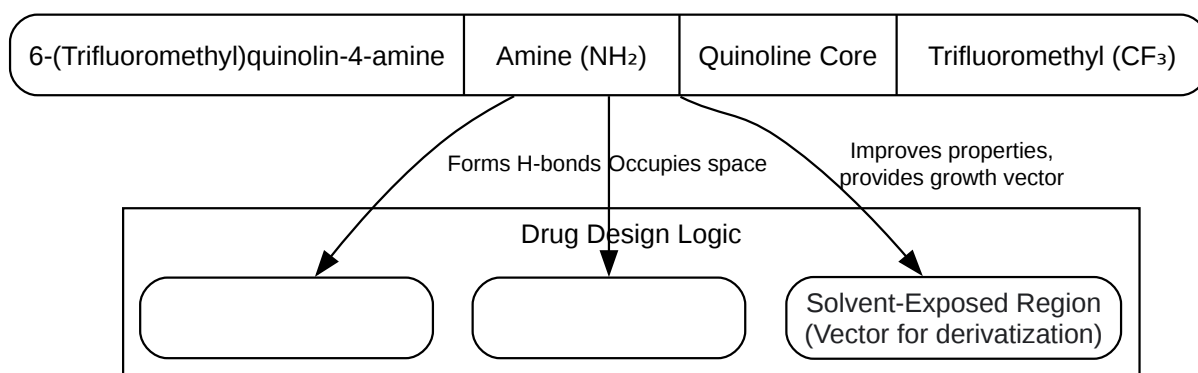 6-(Trifluoromethyl)quinolin-4-amine
Amine (NH₂)
Quinoline Core
Trifluoromethyl (CF₃)
Forms H-bonds
Occupies space
Improves properties,
provides growth vector
Drug Design Logic
Solvent-Exposed Region
(Vector for derivatization)